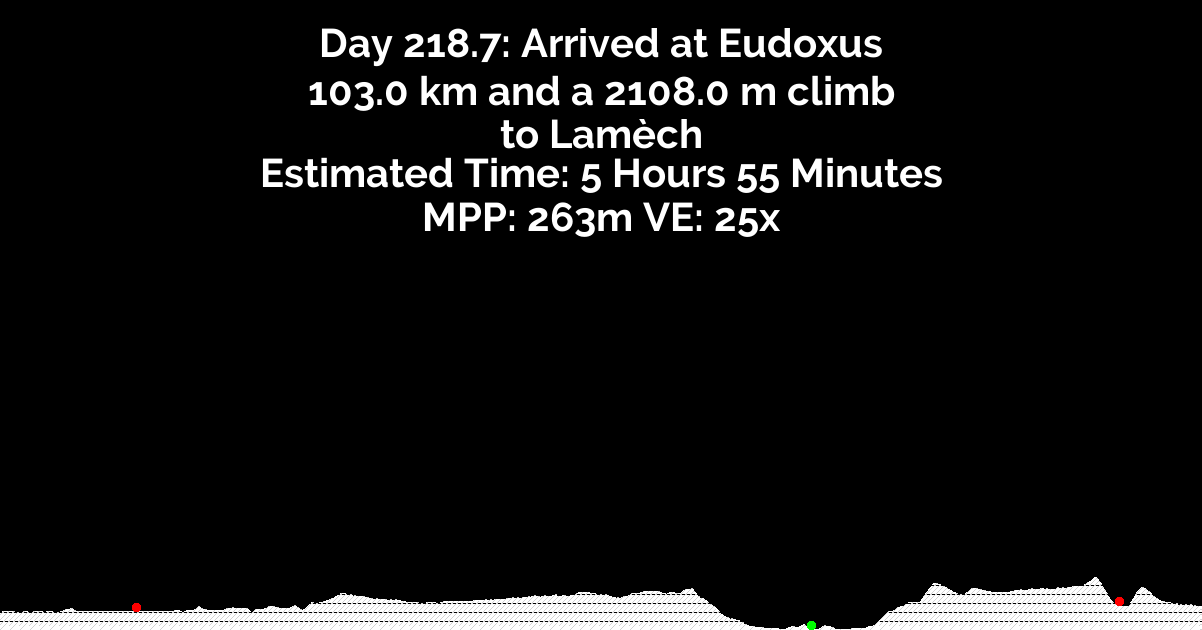 Day 218.7: Arrived at Eudoxus
103.0 km and a 2108.0 m climb
to Lamèch
Estimated Time: 5 Hours 55 Minutes
MPP: 263m VE: 25x